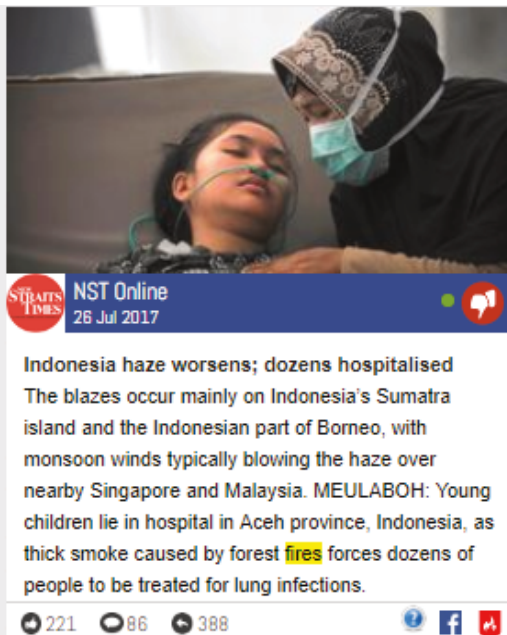 NEW
STRAITS
TIMES
NST Online
26 Jul 2017
Indonesia haze worsens; dozens hospitalised
The blazes occur mainly on Indonesia's Sumatra
island and the Indonesian part of Borneo, with
monsoon winds typically blowing the haze over
nearby Singapore and Malaysia. MEULABOH: Young
children lie in hospital in Aceh province, Indonesia, as
thick smoke caused by forest fires forces dozens of
people to be treated for lung infections.
221 86 388 ? f